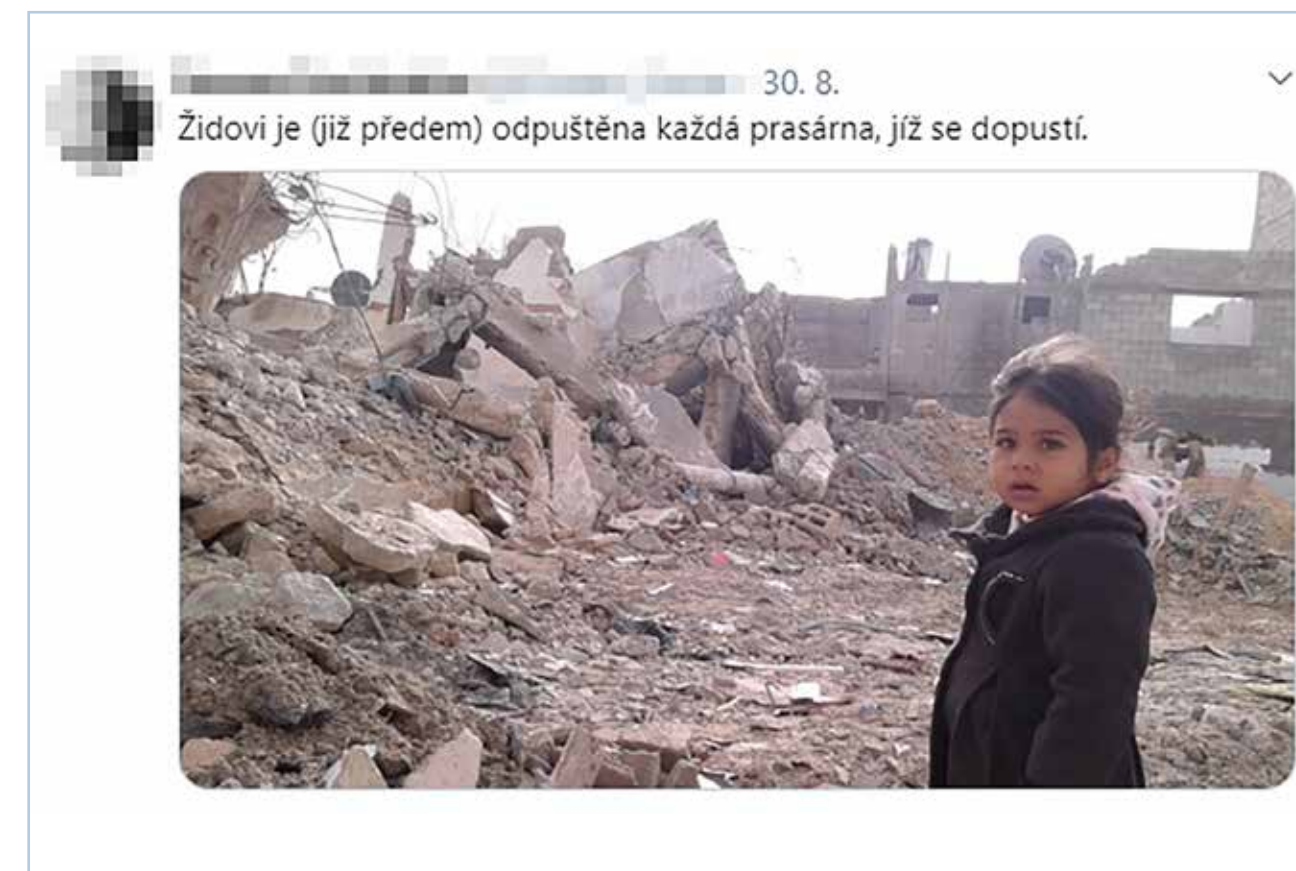 30. 8.
Židovi je (již předem) odpuštěna každá prasárna, jíž se dopustí.